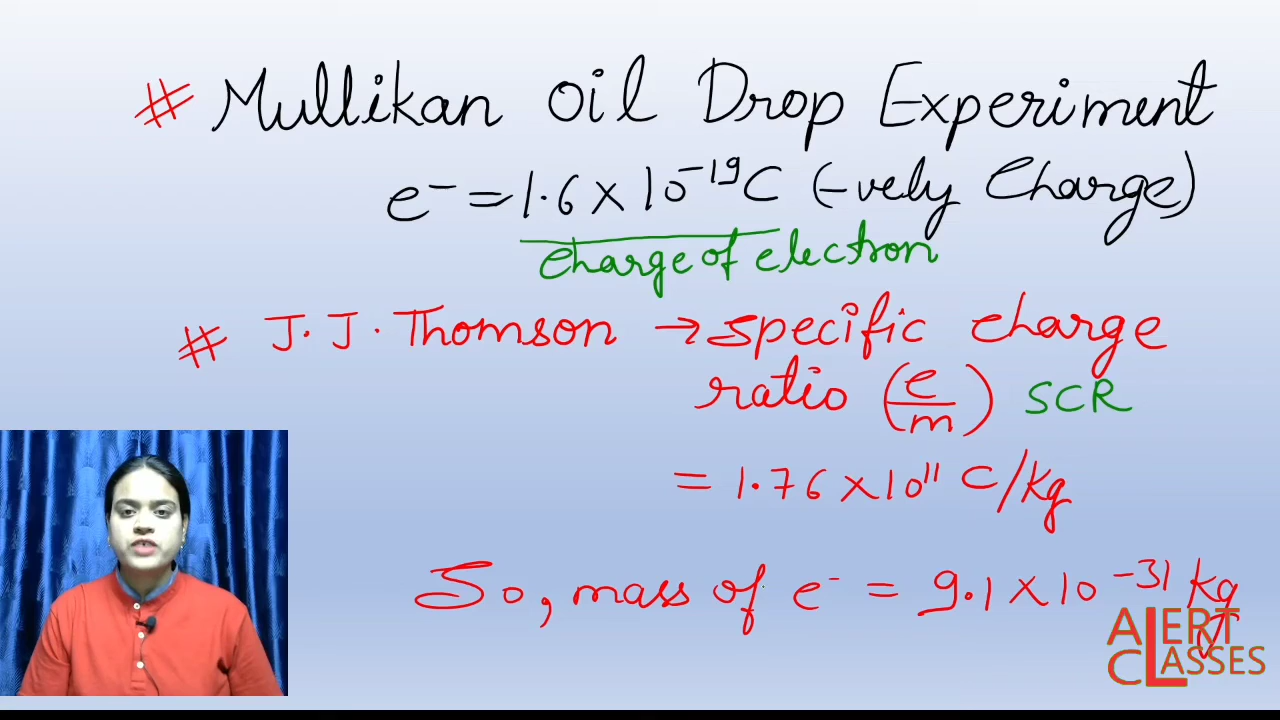 # Mullikan Oil Drop Experiment
e⁻ = 1.6 × 10⁻¹⁹ C (-vely Charge)
Charge of electron
# J.J. Thomson → specific charge
ratio (e/m) SCR
= 1.76 × 10¹¹ C/kg
So, mass of e⁻ = 9.1 × 10⁻³¹ kg
ALERT
CLASSES